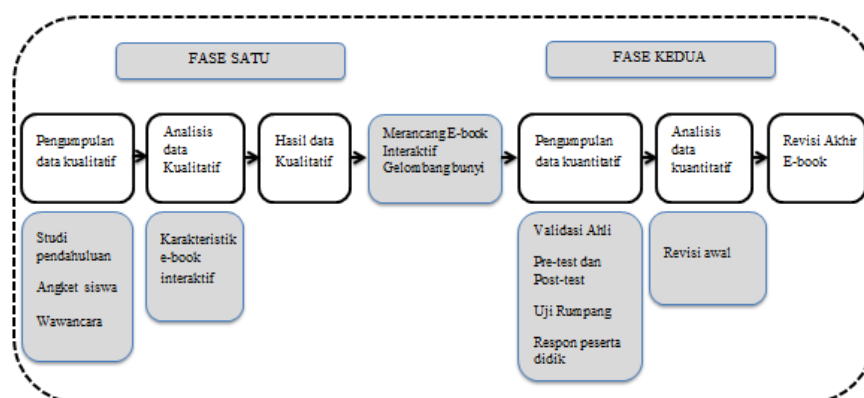 FASE SATU
FASE KEDUA
Pengumpulan
data kualitatif
Analisis
data
Kualitatif
Hasil data
Kualitatif
Merancang E-book
Interaktif
Gelombang bunyi
Pengumpulan
data kuantitatif
Analisis
data
kuantitatif
Revisi Akhir
E-book
Studi
pendahuluan
Angket siswa
Wawancara
Karakteristik
e-book
interaktif
Validasi Ahli
Pre-test dan
Post-test
Uji Rumpang
Respon peserta
didik
Revisi awal